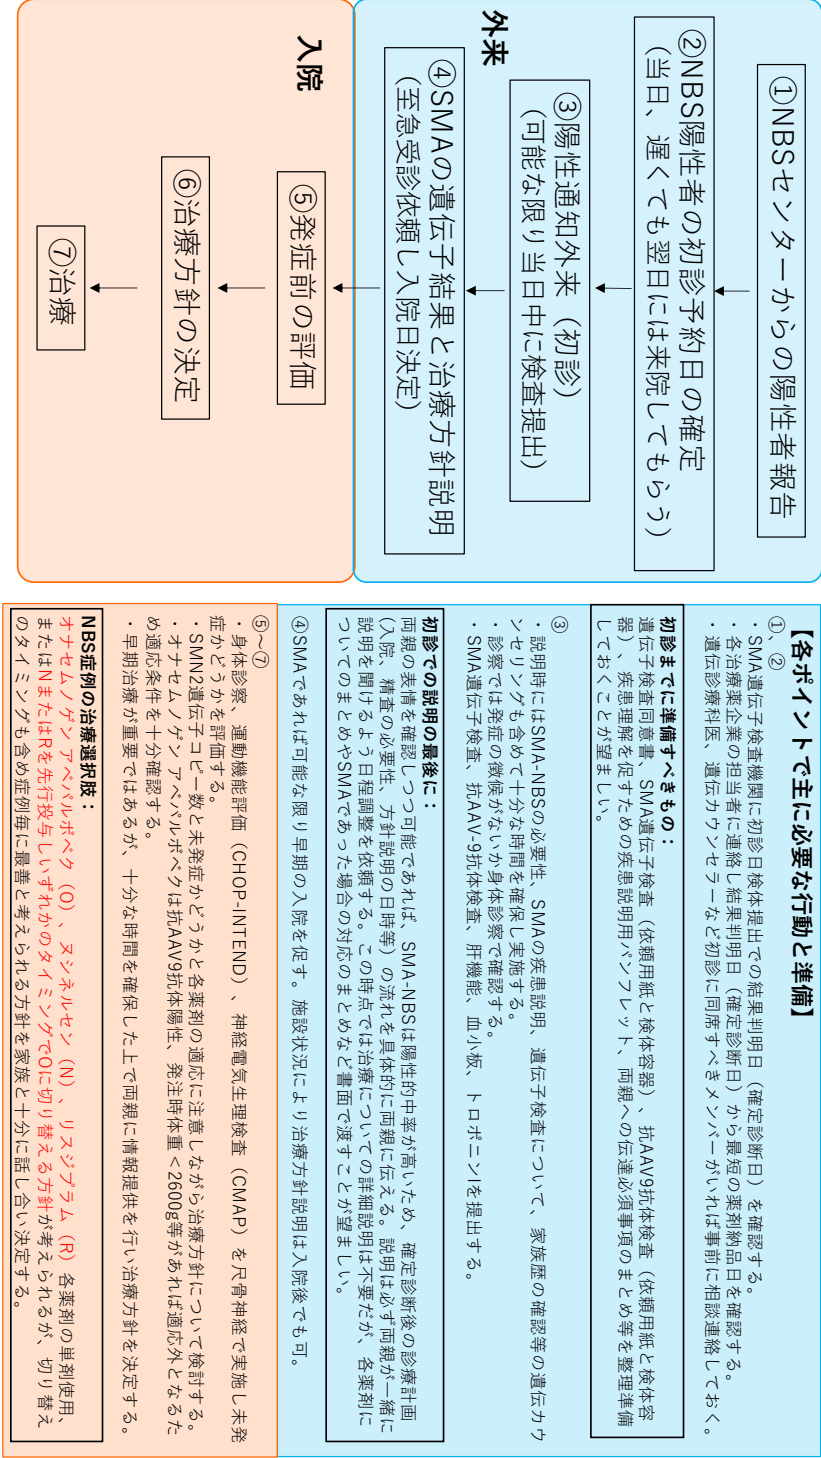 外来
①NBSセンターからの陽性者報告
②NBS陽性者の初診予約日の確定
(当日、遅くても翌日には来院してもらう)
③陽性通知外来（初診）
(可能な限り当日中に検査提出)
④SMAの遺伝子結果と治療方針説明
(至急受診依頼し入院日決定)
入院
⑤発症前の評価
⑥治療方針の決定
⑦治療
【各ポイントで主に必要な行動と準備】
①、②
・SMA遺伝子検査機関に初診日検体提出での結果判明日（確定診断日）を確認する。
・各治療薬企業の担当者に連絡し結果判明日（確定診断日）から最短の薬剤納品日を確認する。
・遺伝診療科医、遺伝カウンセラーなど初診に同席すべきメンバーがいれば事前に相談連絡しておく。
初診までに準備すべきもの：
遺伝子検査同意書、SMA遺伝子検査（依頼用紙と検体容器）、抗AAV9抗体検査（依頼用紙と検体容
器）、疾患理解を促すための疾患説明用パンフレット、両親への伝達必須事項のまとめ等を整理準備
しておくことが望ましい。
③
・説明時にはSMA-NBSの必要性、SMAの疾患説明、遺伝子検査について、家族歴の確認等の遺伝カウ
ンセリングも含めて十分な時間を確保し実施する。
・診察では発症の徴候がないか身体診察で確認する。
・SMA遺伝子検査、抗AAV-9抗体検査、肝機能、血小板、トロポニンIを提出する。
初診での説明の最後に：
両親の表情を確認しつつ可能であれば、SMA-NBSは陽性的中率が高いため、確定診断後の診療計画
(入院、精査の必要性、方針説明の日時等）の流れを具体的に両親に伝える。説明は必ず両親が一緒に
説明を聞けるよう日程調整を依頼する。この時点では治療についての詳細説明は不要だが、各薬剤に
ついてのまとめやSMAであった場合の対応のまとめなど書面で渡すことが望ましい。
④SMAであれば可能な限り早期の入院を促す。施設状況により治療方針説明は入院後でも可。
⑤～⑦
・身体診察、運動機能評価（CHOP-INTEND）、神経電気生理検査（CMAP）を尺骨神経で実施し未発
症かどうかを評価する。
・SMN2遺伝子コピー数と未発症かどうかと各薬剤の適応に注意しながら治療方針について検討する。
・オナセムノゲン アベパルボベクは抗AAV9抗体陽性、発注時体重＜2600g等があれば適応外となるた
め適応条件を十分確認する。
・早期治療が重要ではあるが、十分な時間を確保した上で両親に情報提供を行い治療方針を決定する。
NBS症例の治療選択肢：
オナセムノゲン アベパルボベク（O）、ヌシネルセン（N）、リスジプラム（R）各薬剤の単剤使用、
またはNまたはRを先行投与しいずれかのタイミングでOに切り替える方針が考えられるが、切り替え
のタイミングも含め症例毎に最善と考えられる方針を家族と十分に話し合い決定する。